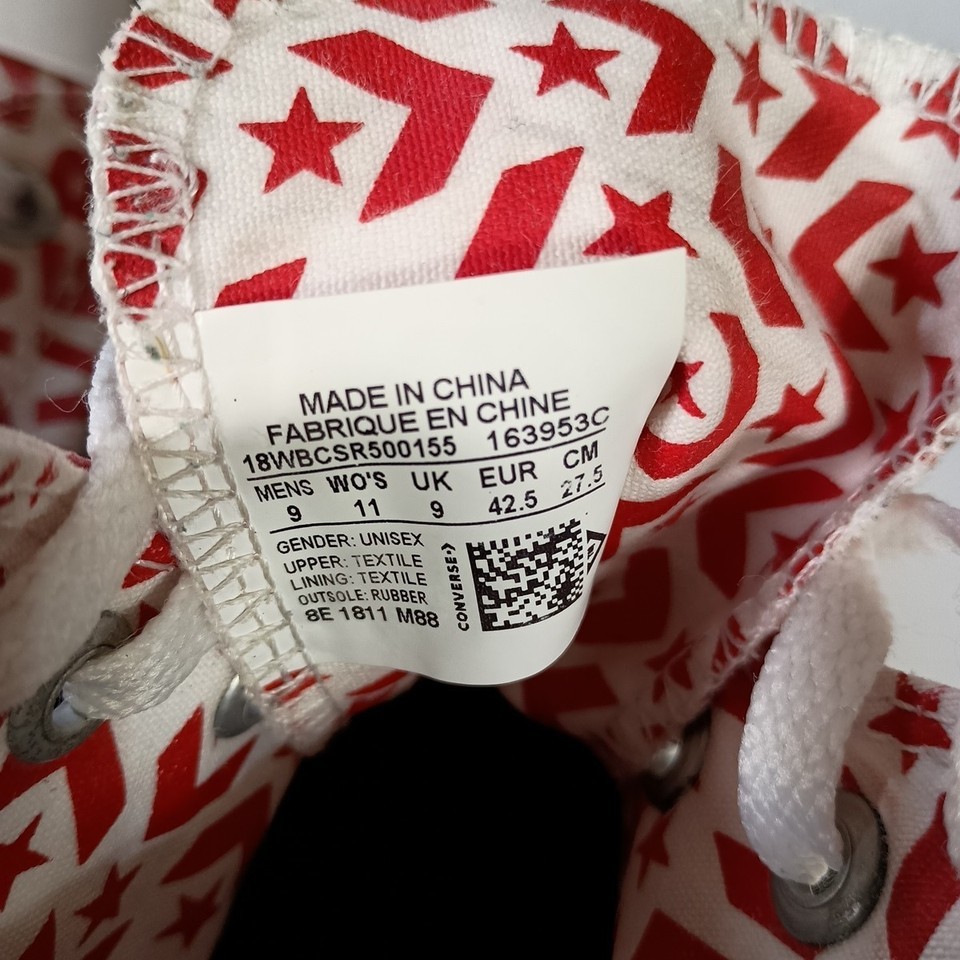 MADE IN CHINA
FABRIQUE EN CHINE
18WBCSR500155 163953C
MENS WO'S UK EUR CM
9 11 9 42.5 27.5
GENDER: UNISEX
UPPER: TEXTILE
LINING: TEXTILE
OUTSOLE: RUBBER
8E 1811 M88
CONVERSE